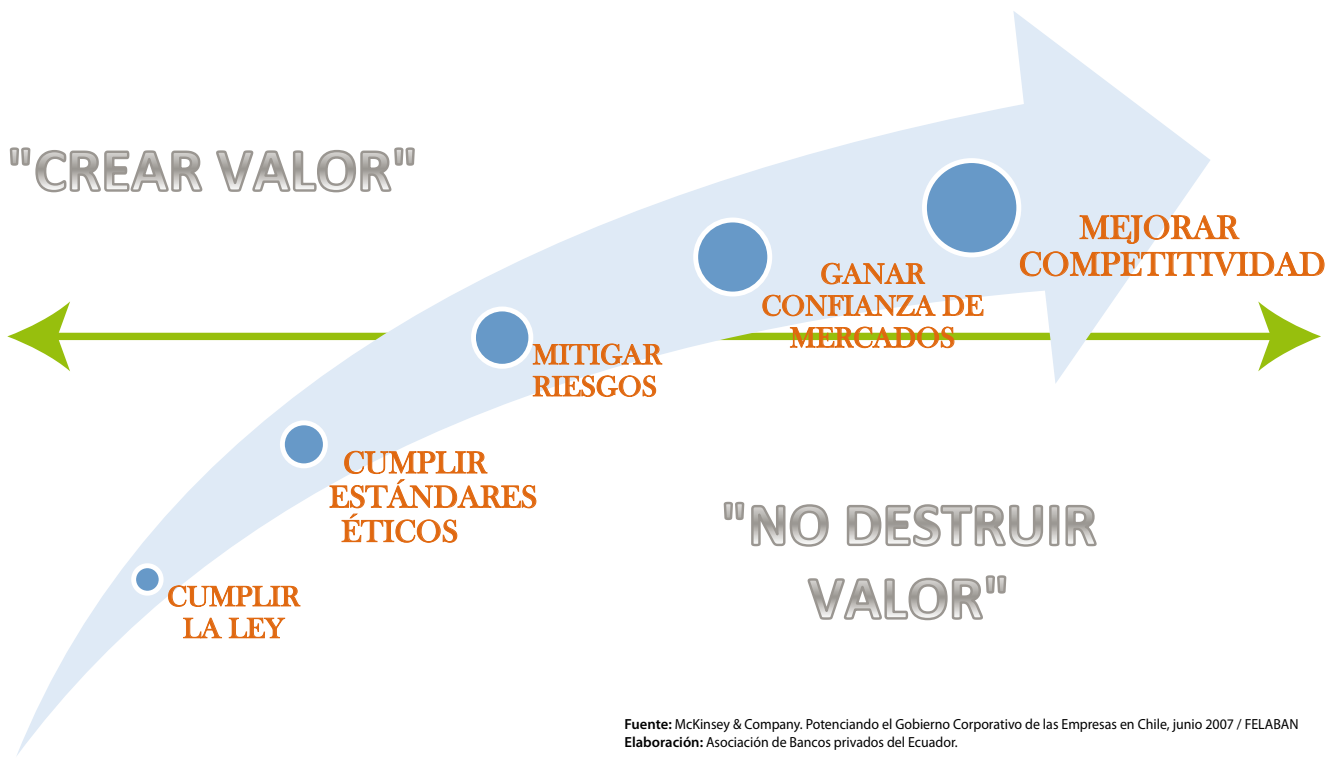 "CREAR VALOR"
MEJORAR
COMPETITIVIDAD
GANAR
CONFIANZA DE
MERCADOS
MITIGAR
RIESGOS
CUMPLIR
ESTÁNDARES
ÉTICOS
"NO DESTRUIR
VALOR"
CUMPLIR
LA LEY
Fuente: McKinsey & Company. Potenciando el Gobierno Corporativo de las Empresas en Chile, junio 2007 / FELABAN
Elaboración: Asociación de Bancos privados del Ecuador.